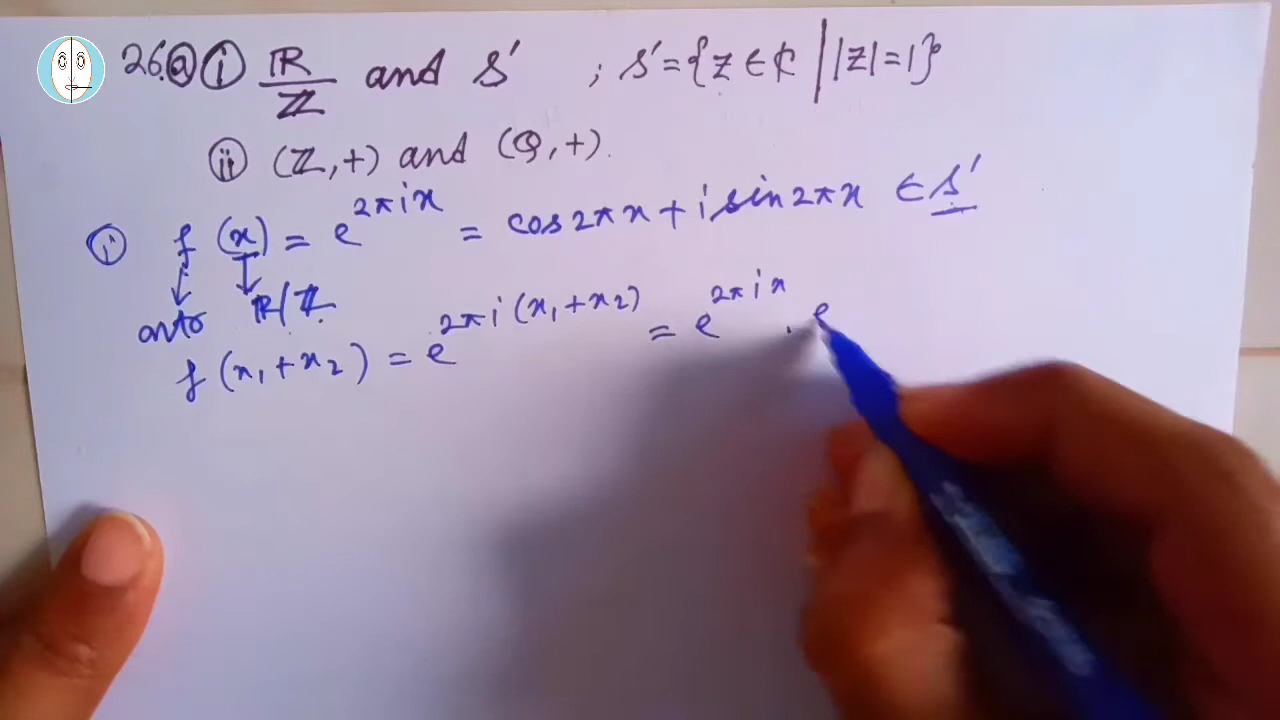 26.ⓐ ⓘ ℝ/ℤ and S' ; S' = {z ∈ ℂ | |z| = 1}
ⓘⓘ (ℤ, +) and (ℚ, +).
ⓘ f(x) = e^{2πix} = cos 2πx + i sin 2πx ∈ S'
↓ ↓
onto ℝ/ℤ
f(x₁+x₂) = e^{2πi(x₁+x₂)} = e^{2πix} . e